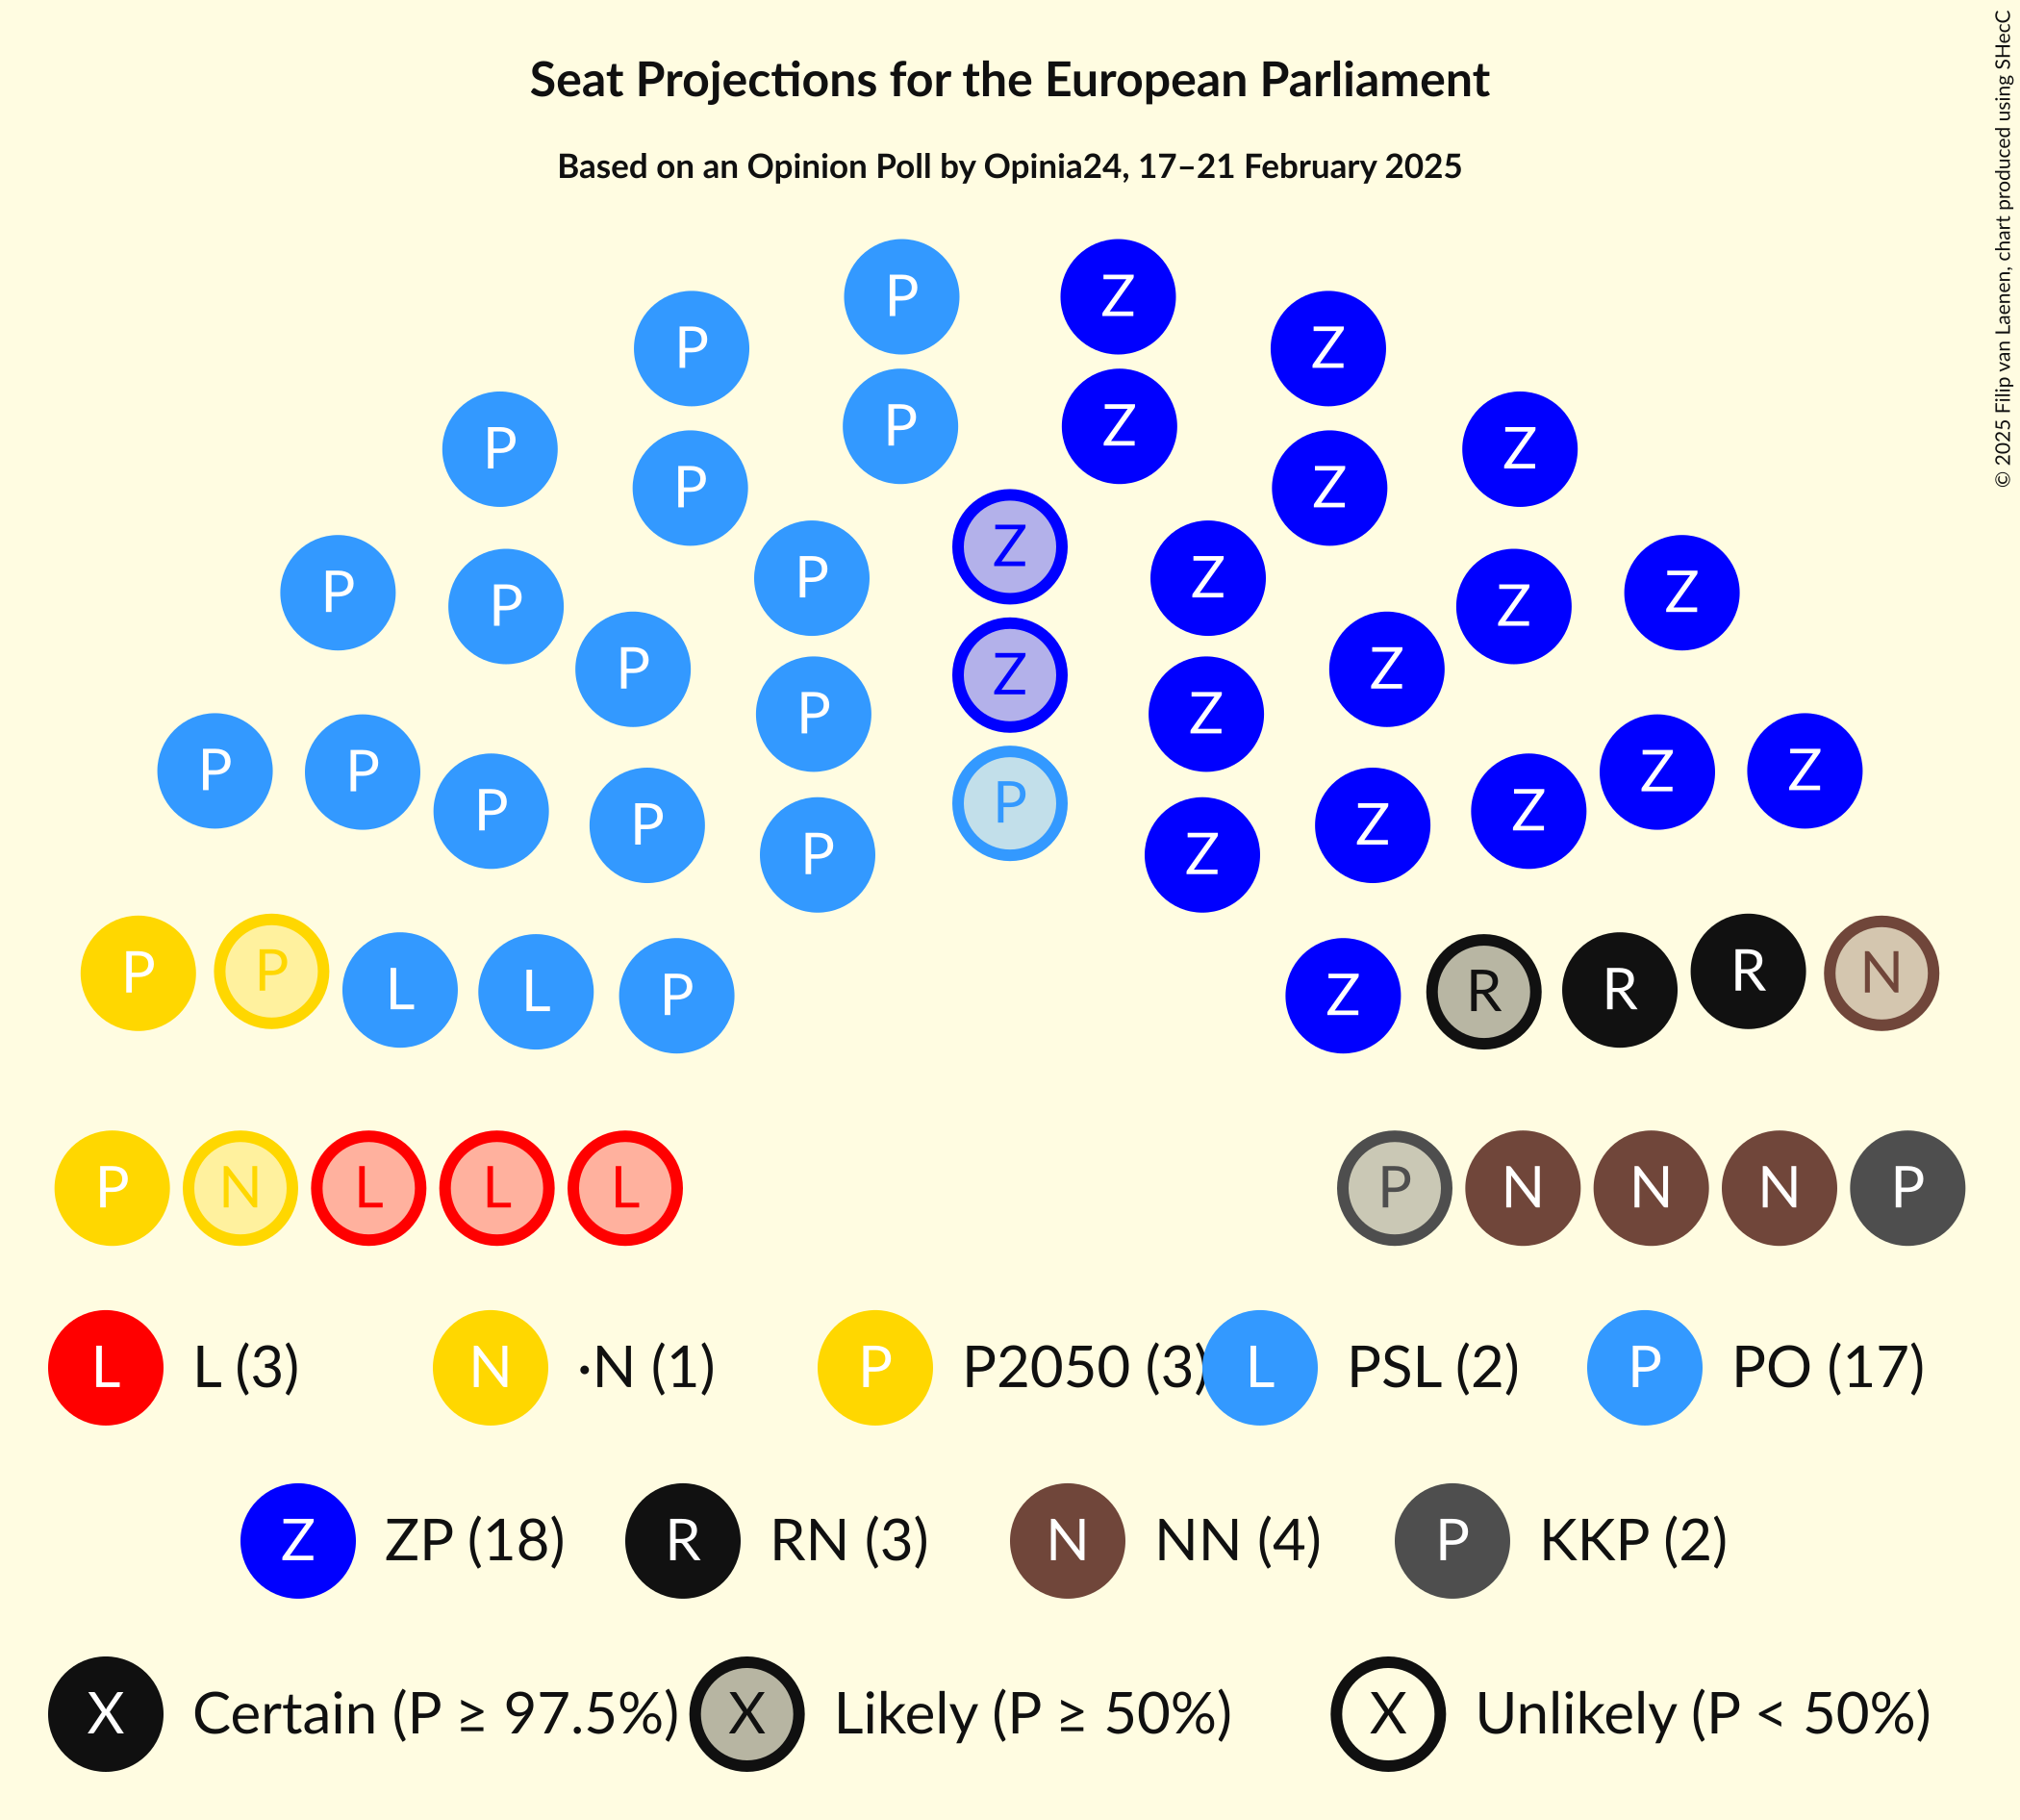 Seat Projections for the European Parliament
Based on an Opinion Poll by Opinia24, 17–21 February 2025
© 2025 Filip van Laenen, chart produced using SHecC
P Z
P Z
P P Z Z
P P Z Z
Z
P Z
P P Z Z
P Z
Z
P Z
P P Z Z
P P P Z Z
P Z
P P L L P Z R R R N
P N L L L P N N N P
L L (3) N ·N (1) P P2050 (3) L PSL (2) P PO (17)
Z ZP (18) R RN (3) N NN (4) P KKP (2)
X Certain (P ≥ 97.5%) X Likely (P ≥ 50%) X Unlikely (P < 50%)